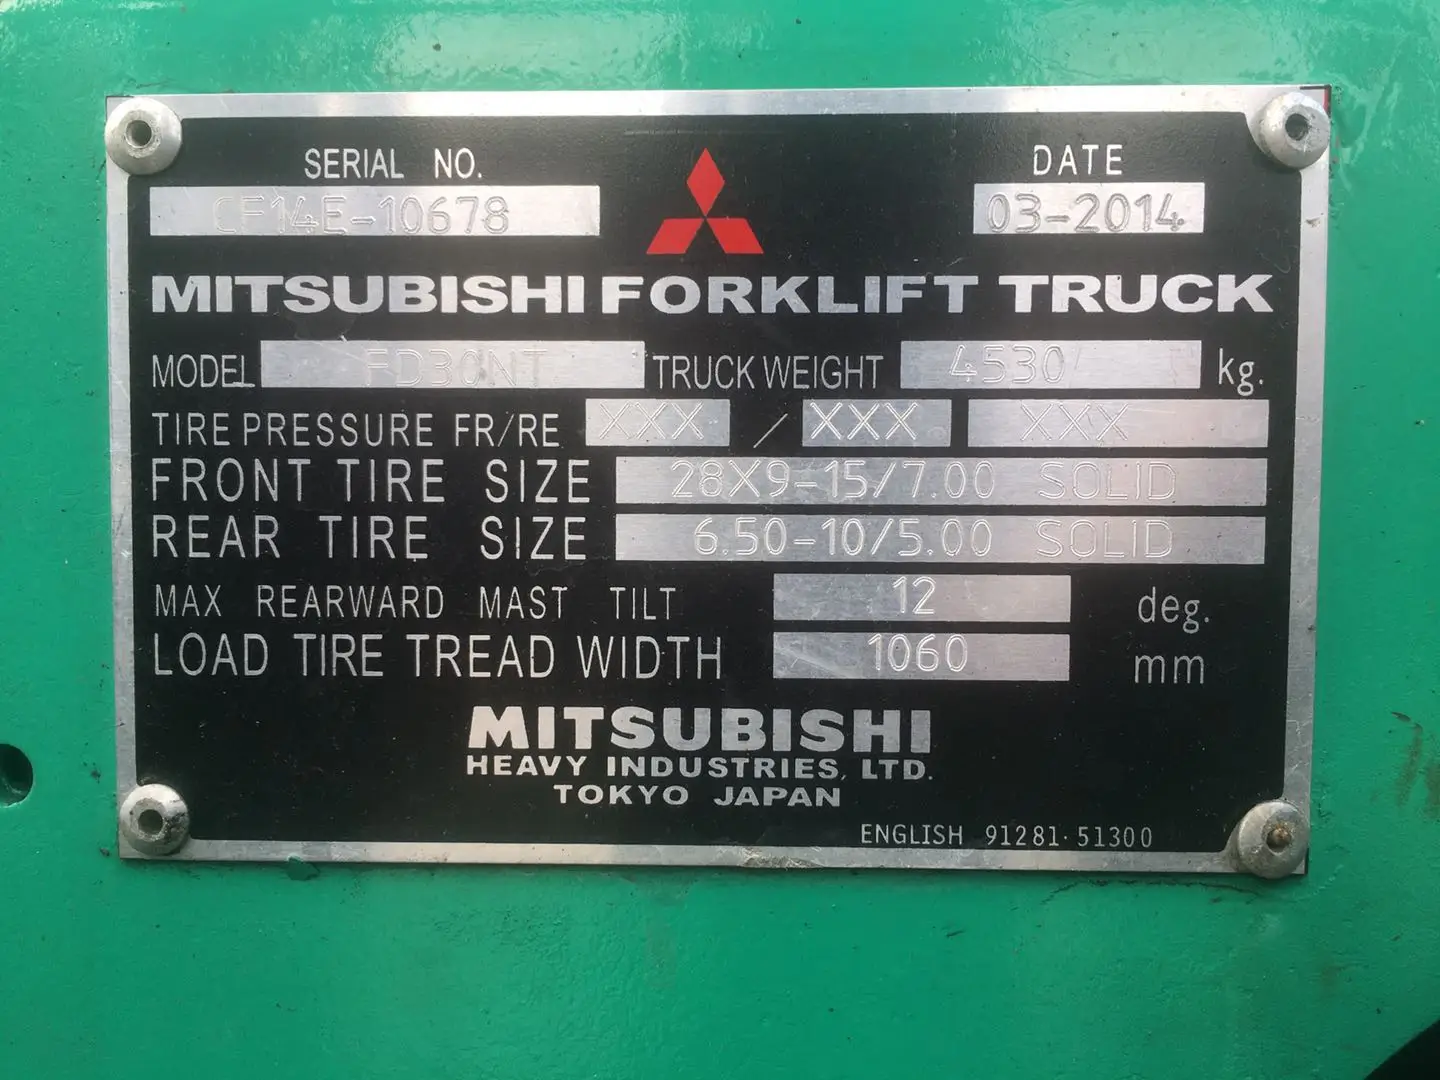 SERIAL NO. DATE
CF14E-10678 03-2014
MITSUBISHI FORKLIFT TRUCK
MODEL FD30NT TRUCK WEIGHT 4530 kg.
TIRE PRESSURE FR/RE XXX / XXX XXX
FRONT TIRE SIZE 28X9-15/7.00 SOLID
REAR TIRE SIZE 6.50-10/5.00 SOLID
MAX REARWARD MAST TILT 12 deg.
LOAD TIRE TREAD WIDTH 1060 mm
MITSUBISHI
HEAVY INDUSTRIES, LTD.
TOKYO JAPAN
ENGLISH 91281·51300